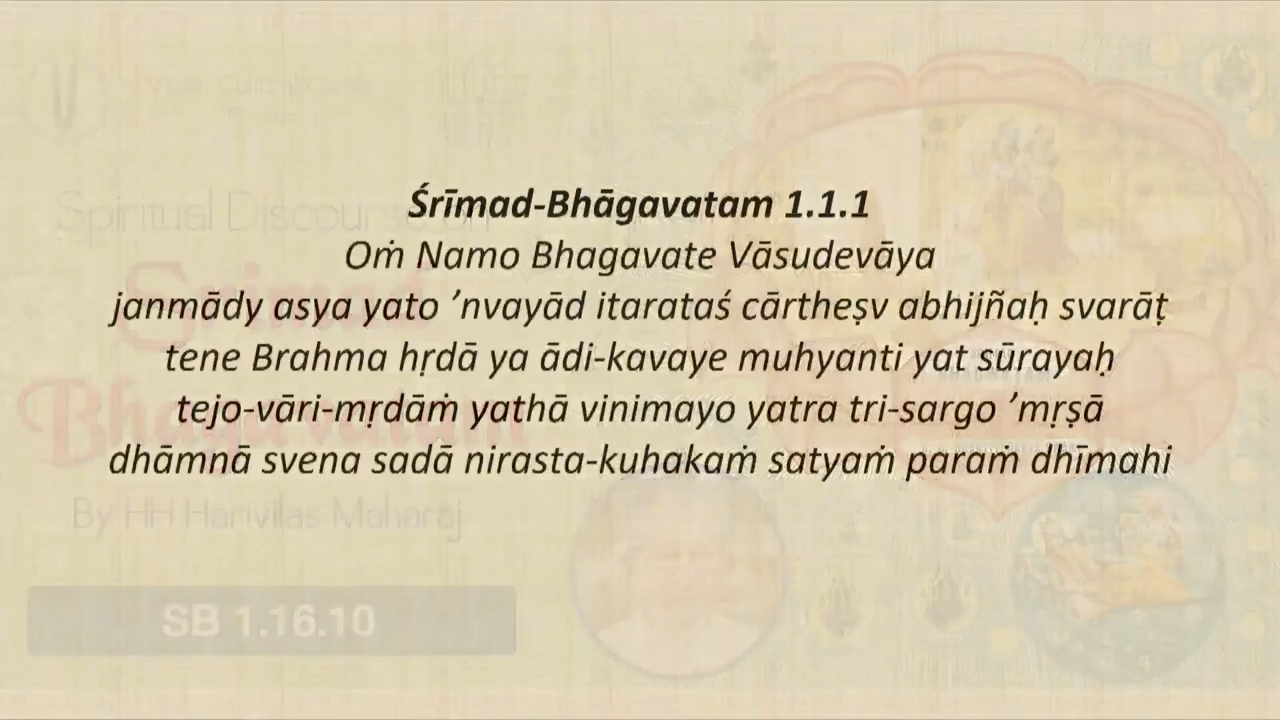 Śrīmad-Bhāgavatam 1.1.1
Oṁ Namo Bhagavate Vāsudevāya
janmādy asya yato ’nvayād itarataś cārtheṣv abhijñaḥ svarāṭ
tene Brahma hṛdā ya ādi-kavaye muhyanti yat sūrayaḥ
tejo-vāri-mṛdāṁ yathā vinimayo yatra tri-sargo ’mṛṣā
dhāmnā svena sadā nirasta-kuhakaṁ satyaṁ paraṁ dhīmahi
Spiritual Discourse on
Srimad
Bhagavatam
By HH Harivilas Maharaj
SB 1.16.10